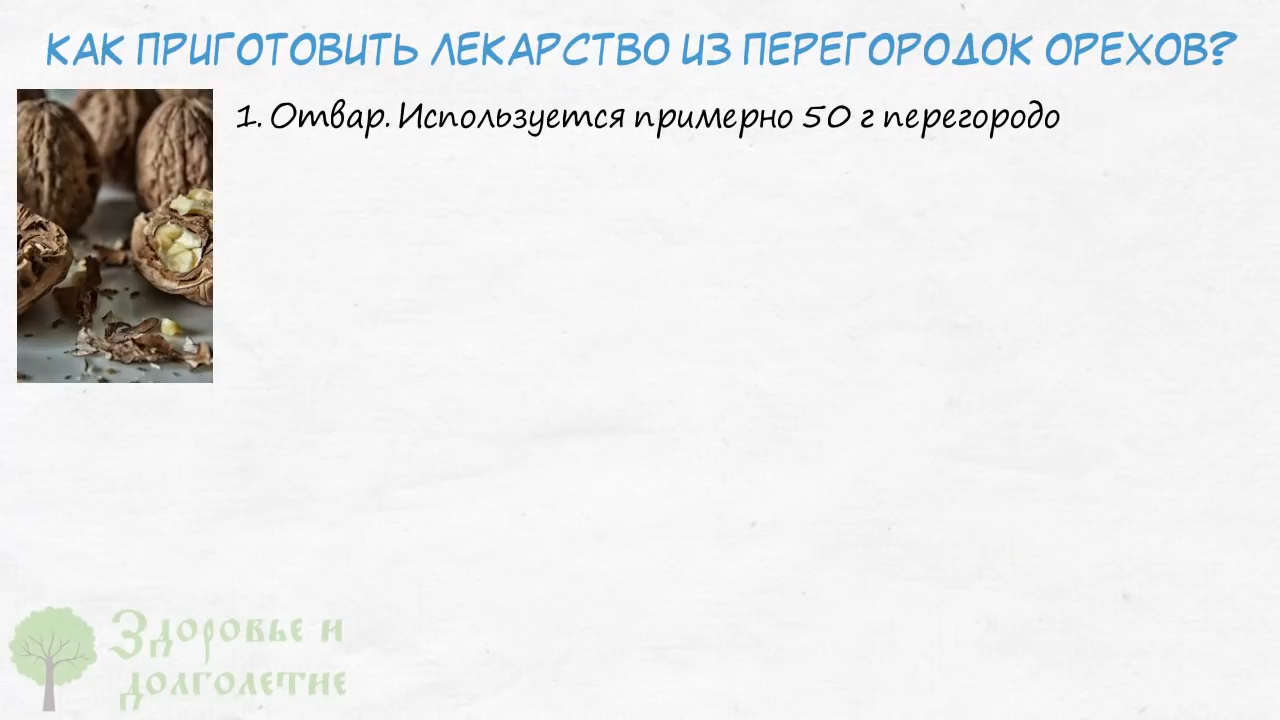 КАК ПРИГОТОВИТЬ ЛЕКАРСТВО ИЗ ПЕРЕГОРОДОК ОРЕХОВ?
1. Отвар. Используется примерно 50 г перегородо
Здоровье и
долголетие